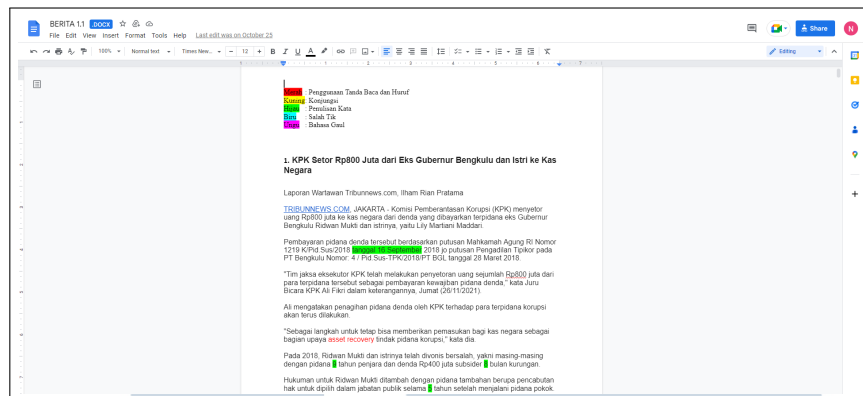 BERITA 1.1 .DOCX
File Edit View Insert Format Tools Help Last edit was on October 25
Share
N
100% Normal text Times New... 12 B I U A
Editing
Merah : Penggunaan Tanda Baca dan Huruf
Kuning: Konjungsi
Hijau : Pemilisan Kata
Biru : Salah Tik
Ungu : Bahasa Gaul
1. KPK Setor Rp800 Juta dari Eks Gubernur Bengkulu dan Istri ke Kas
Negara
Laporan Wartawan Tribunnews.com, Ilham Rian Pratama
TRIBUNNEWS.COM, JAKARTA - Komisi Pemberantasan Korupsi (KPK) menyetor
uang Rp800 juta ke kas negara dari denda yang dibayarkan terpidana eks Gubernur
Bengkulu Ridwan Mukti dan istrinya, yaitu Lily Martiani Maddari.
Pembayaran pidana denda tersebut berdasarkan putusan Mahkamah Agung RI Nomor
1219 K/Pid.Sus/2018 tanggal 16 September 2018 jo putusan Pengadilan Tipikor pada
PT Bengkulu Nomor: 4 / Pid.Sus-TPK/2018/PT BGL tanggal 28 Maret 2018.
"Tim jaksa eksekutor KPK telah melakukan penyetoran uang sejumlah Rp800 juta dari
para terpidana tersebut sebagai pembayaran kewajiban pidana denda," kata Juru
Bicara KPK Ali Fikri dalam keterangannya, Jumat (26/11/2021).
Ali mengatakan penagihan pidana denda oleh KPK terhadap para terpidana korupsi
akan terus dilakukan.
"Sebagai langkah untuk tetap bisa memberikan pemasukan bagi kas negara sebagai
bagian upaya asset recovery tindak pidana korupsi," kata dia.
Pada 2018, Ridwan Mukti dan istrinya telah divonis bersalah, yakni masing-masing
dengan pidana 9 tahun penjara dan denda Rp400 juta subsider 8 bulan kurungan.
Hukuman untuk Ridwan Mukti ditambah dengan pidana tambahan berupa pencabutan
hak untuk dipilih dalam jabatan publik selama 5 tahun setelah menjalani pidana pokok.